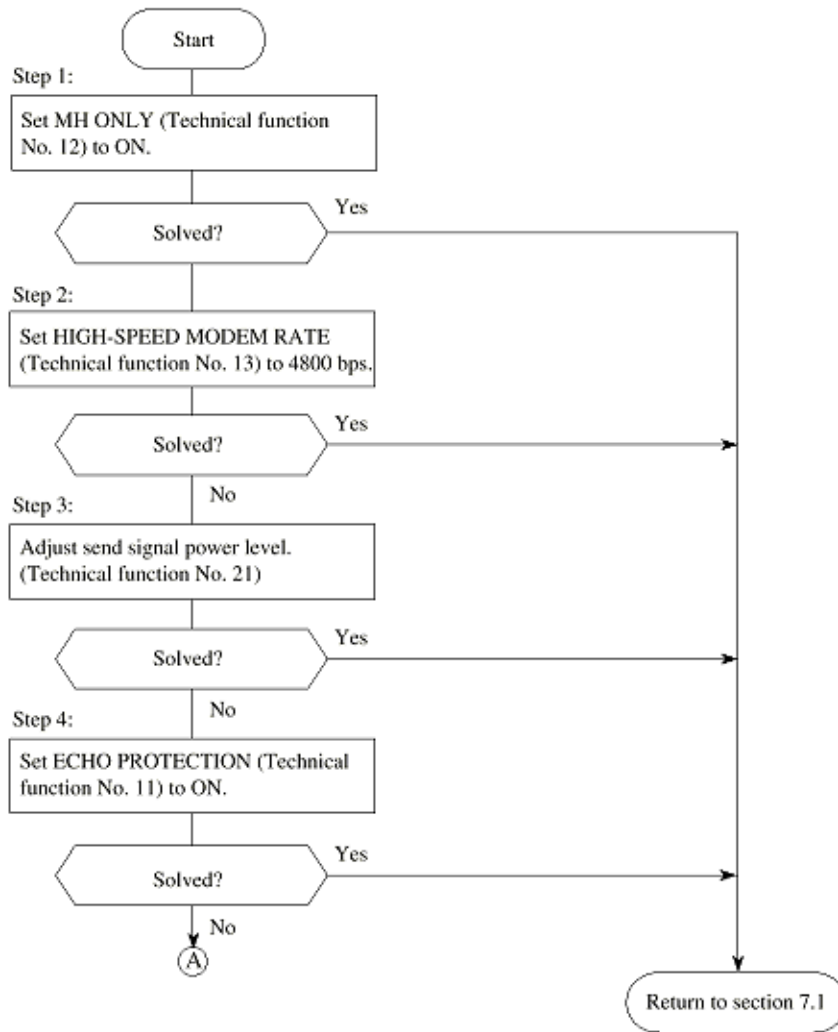 Start
Step 1:
Set MH ONLY (Technical function
No. 12) to ON.
Yes
Solved?
Step 2:
Set HIGH-SPEED MODEM RATE
(Technical function No. 13) to 4800 bps.
Yes
Solved?
No
Step 3:
Adjust send signal power level.
(Technical function No. 21)
Yes
Solved?
No
Step 4:
Set ECHO PROTECTION (Technical
function No. 11) to ON.
Yes
Solved?
No
A
Return to section 7.1